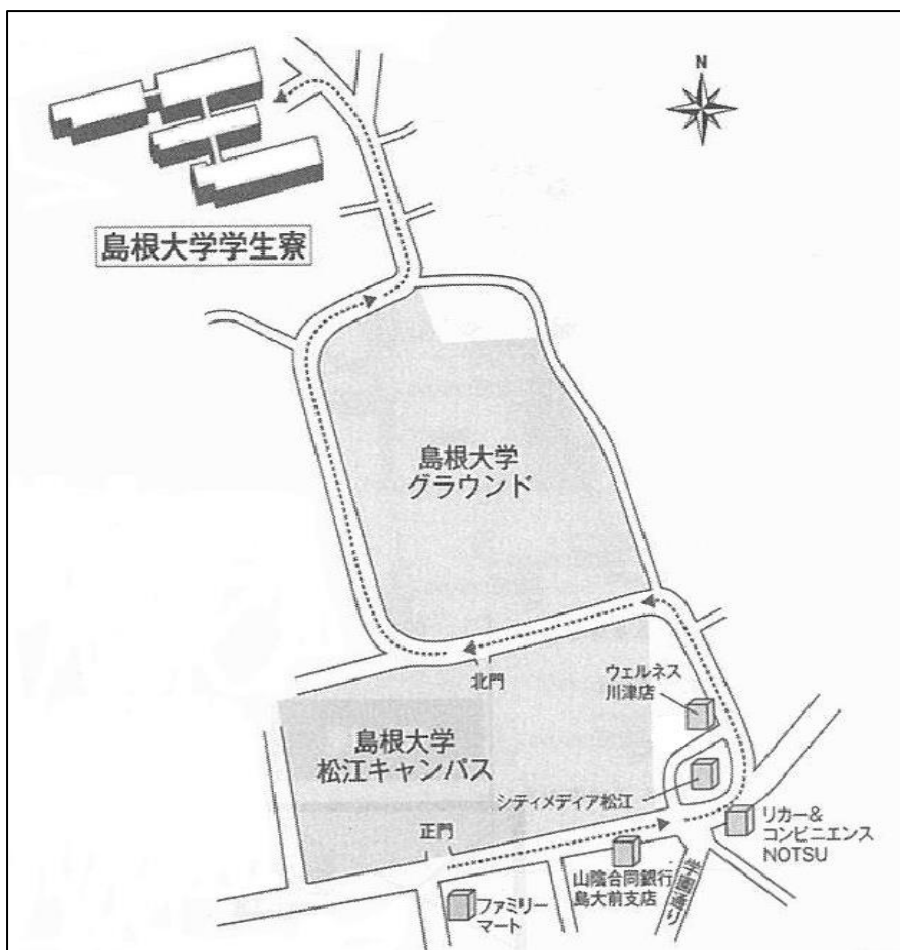 N
島根大学学生寮
島根大学
グラウンド
北門
ウェルネス
川津店
島根大学
松江キャンパス
シティメディア松江
正門
リカー&
コンビニエンス
NOTSU
山陰合同銀行
島大前支店
学園通り
ファミリー
マート